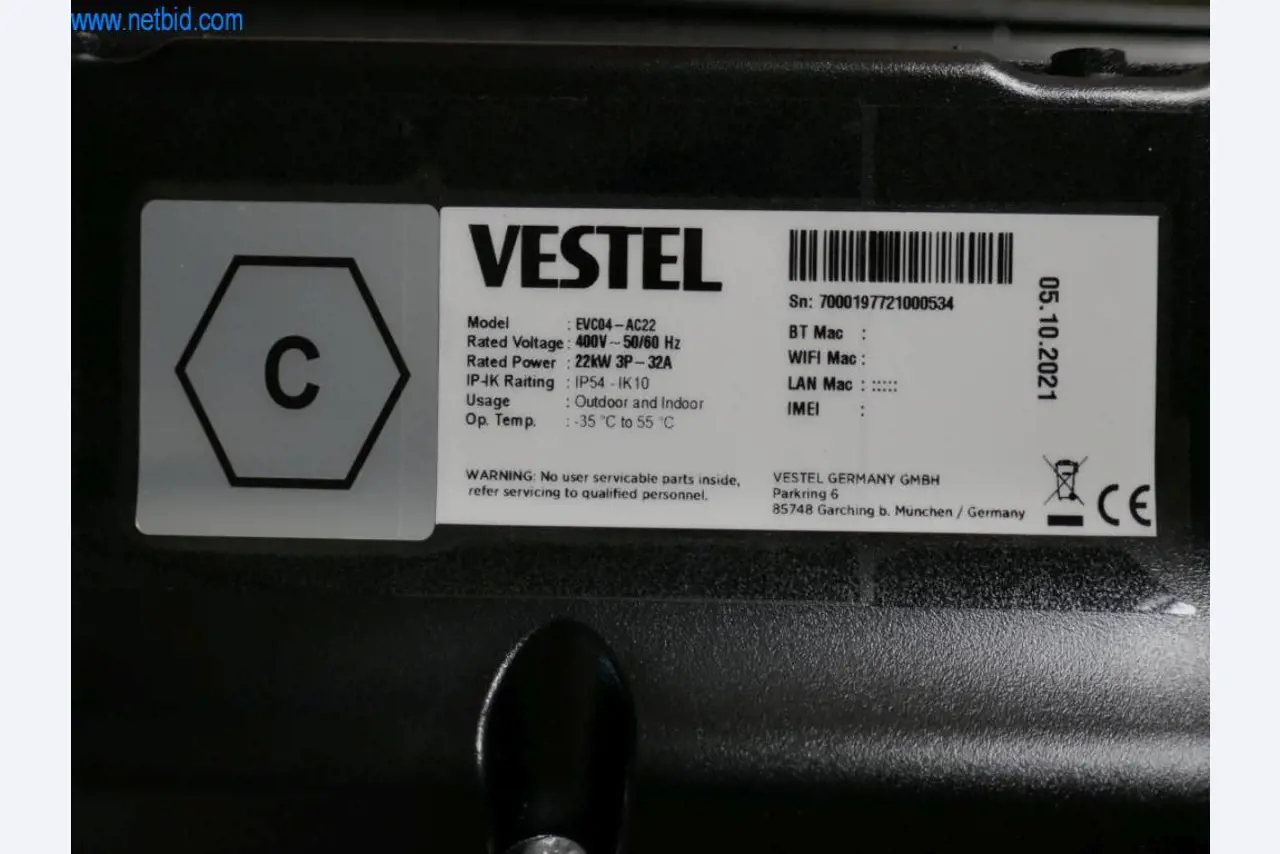 www.netbid.com
C
VESTEL
Model : EVC04-AC22
Rated Voltage : 400V~50/60 Hz
Rated Power : 22kW 3P-32A
IP-IK Raiting : IP54 - IK10
Usage : Outdoor and Indoor
Op. Temp. : -35 °C to 55 °C
WARNING: No user servicable parts inside,
refer servicing to qualified personnel.
Sn: 7000197721000534
BT Mac :
WIFI Mac :
LAN Mac : :::::
IMEI :
VESTEL GERMANY GMBH
Parkring 6
85748 Garching b. München / Germany
05.10.2021
CE